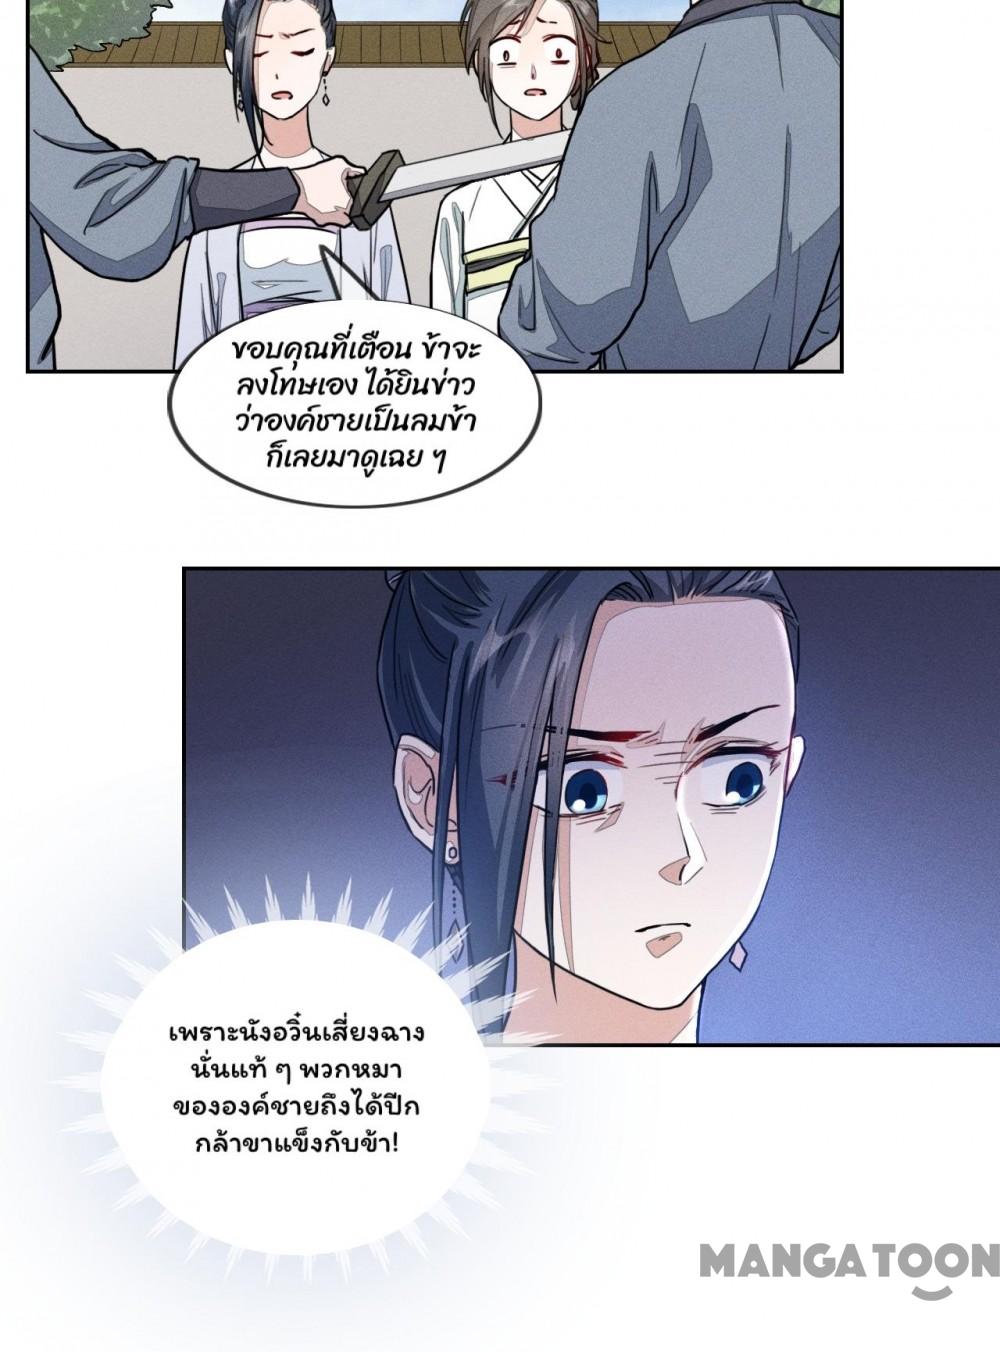 ขอบคุณที่เตือน ข้าจะ
ลงโทษเอง ได้ยินข่าว
ว่าองค์ชายเป็นลมข้า
ก็เลยมาดูเฉย ๆ
เพราะนังอวิ๋นเสี่ยงฉาง
นั่นแท้ ๆ พวกหมา
ขององค์ชายถึงได้ปีก
กล้าขาแข็งกับข้า!
MANGATOON